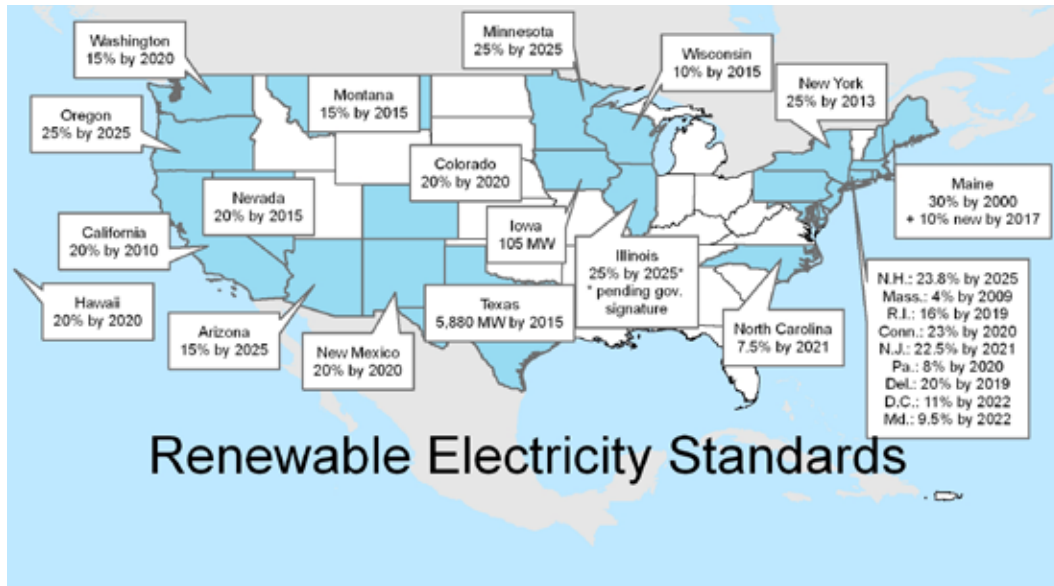 Washington
15% by 2020
Minnesota
25% by 2025
Wisconsin
10% by 2015
New York
25% by 2013
Montana
15% by 2015
Oregon
25% by 2025
Colorado
20% by 2020
Maine
30% by 2000
+ 10% new by 2017
Nevada
20% by 2015
Iowa
105 MW
California
20% by 2010
Illinois
25% by 2025*
* pending gov.
signature
N.H.: 23.8% by 2025
Mass.: 4% by 2009
R.I.: 16% by 2019
Conn.: 23% by 2020
N.J.: 22.5% by 2021
Pa.: 8% by 2020
Del.: 20% by 2019
D.C.: 11% by 2022
Md.: 9.5% by 2022
Hawaii
20% by 2020
Texas
5,880 MW by 2015
Arizona
15% by 2025
North Carolina
7.5% by 2021
New Mexico
20% by 2020
Renewable Electricity Standards